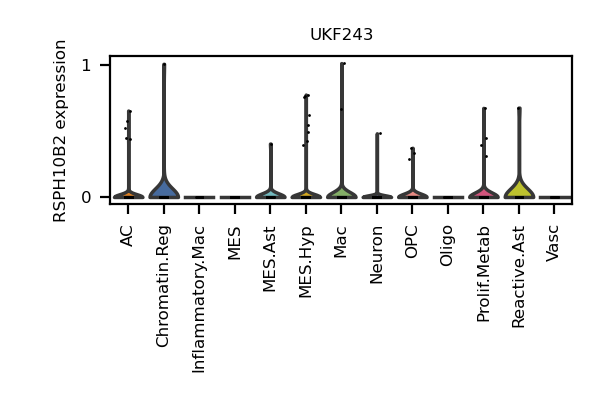 UKF243
RSPH10B2 expression
1
0
AC
Chromatin.Reg
Inflammatory.Mac
MES
MES.Ast
MES.Hyp
Mac
Neuron
OPC
Oligo
Prolif.Metab
Reactive.Ast
Vasc